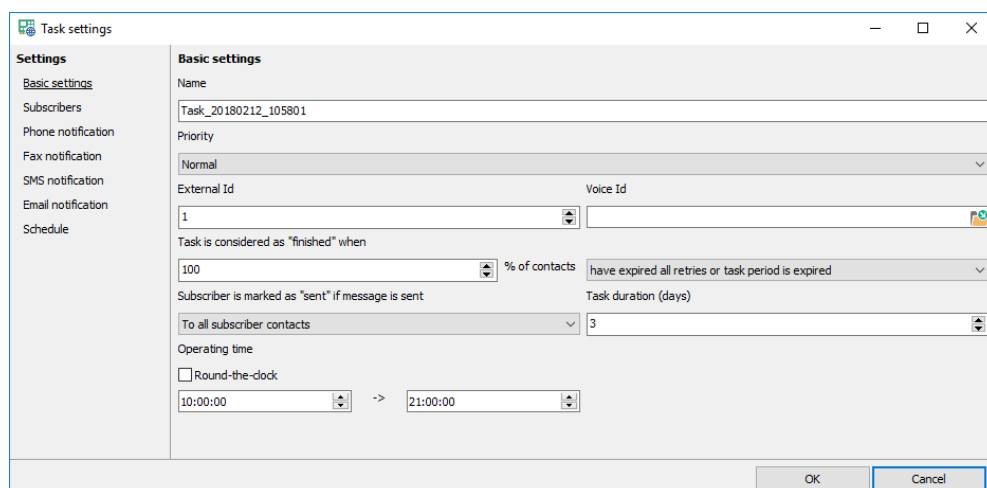 Task settings
Settings
Basic settings
Subscribers
Phone notification
Fax notification
SMS notification
Email notification
Schedule
Basic settings
Name
Task_20180212_105801
Priority
Normal
External Id Voice Id
1
Task is considered as "finished" when
100 % of contacts have expired all retries or task period is expired
Subscriber is marked as "sent" if message is sent Task duration (days)
To all subscriber contacts 3
Operating time
Round-the-clock
10:00:00 -> 21:00:00
OK Cancel